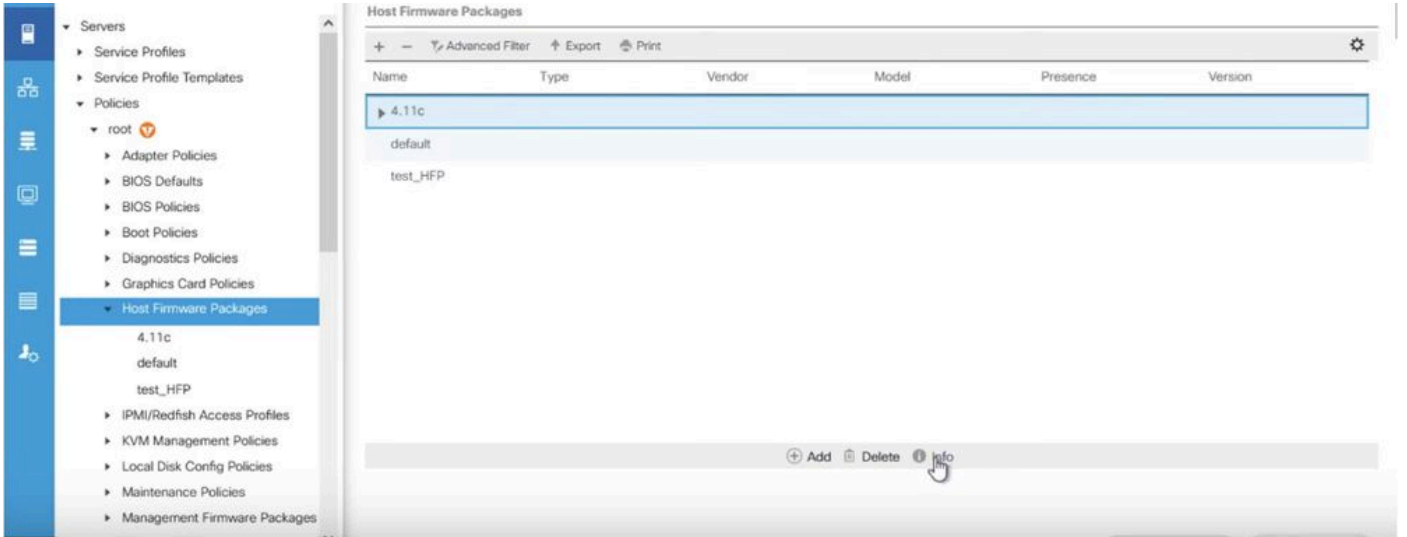 Servers
Service Profiles
Service Profile Templates
Policies
root
Adapter Policies
BIOS Defaults
BIOS Policies
Boot Policies
Diagnostics Policies
Graphics Card Policies
Host Firmware Packages
4.11c
default
test_HFP
IPMI/Redfish Access Profiles
KVM Management Policies
Local Disk Config Policies
Maintenance Policies
Management Firmware Packages
Host Firmware Packages
+ − Advanced Filter Export Print
Name Type Vendor Model Presence Version
4.11c
default
test_HFP
Add Delete Info